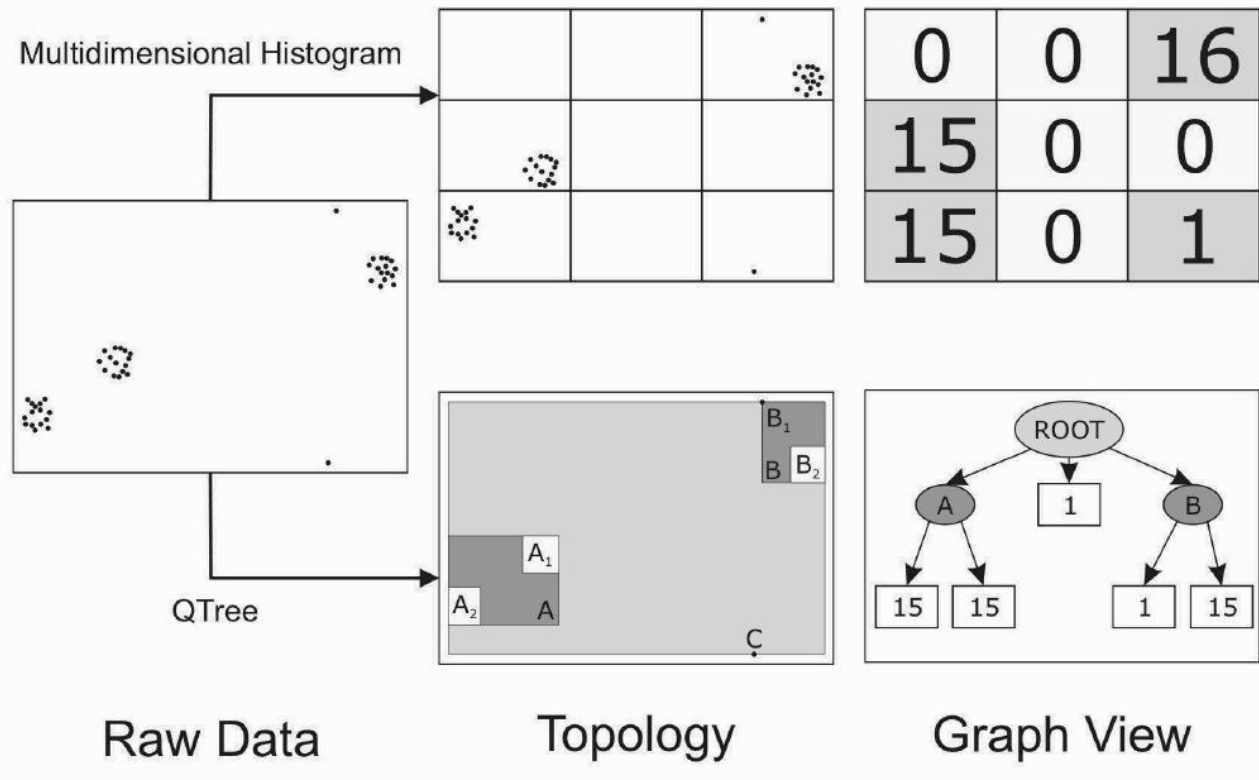 Multidimensional Histogram
0 0 16
15 0 0
15 0 1
QTree
B₁
B B₂
A₁
A₂ A
C
ROOT
A 1 B
15 15 1 15
Raw Data Topology Graph View